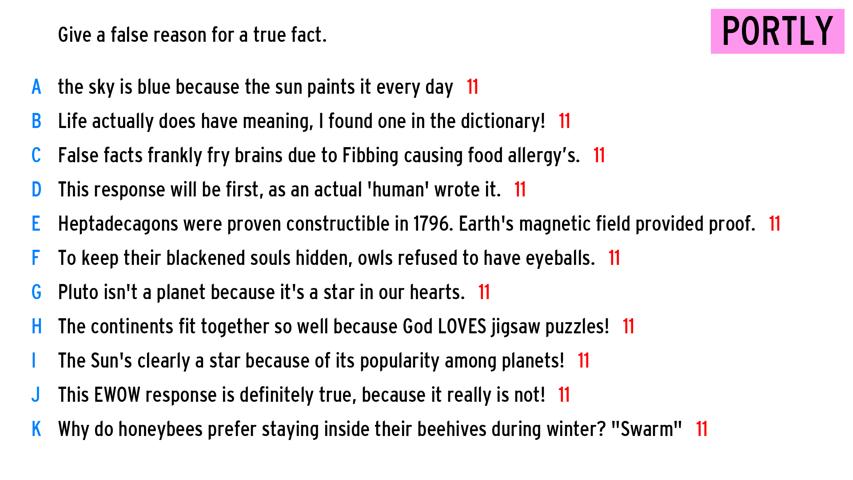 Give a false reason for a true fact.
PORTLY
A the sky is blue because the sun paints it every day 11
B Life actually does have meaning, I found one in the dictionary! 11
C False facts frankly fry brains due to Fibbing causing food allergy's. 11
D This response will be first, as an actual 'human' wrote it. 11
E Heptadecagons were proven constructible in 1796. Earth's magnetic field provided proof. 11
F To keep their blackened souls hidden, owls refused to have eyeballs. 11
G Pluto isn't a planet because it's a star in our hearts. 11
H The continents fit together so well because God LOVES jigsaw puzzles! 11
I The Sun's clearly a star because of its popularity among planets! 11
J This EWOW response is definitely true, because it really is not! 11
K Why do honeybees prefer staying inside their beehives during winter? "Swarm" 11